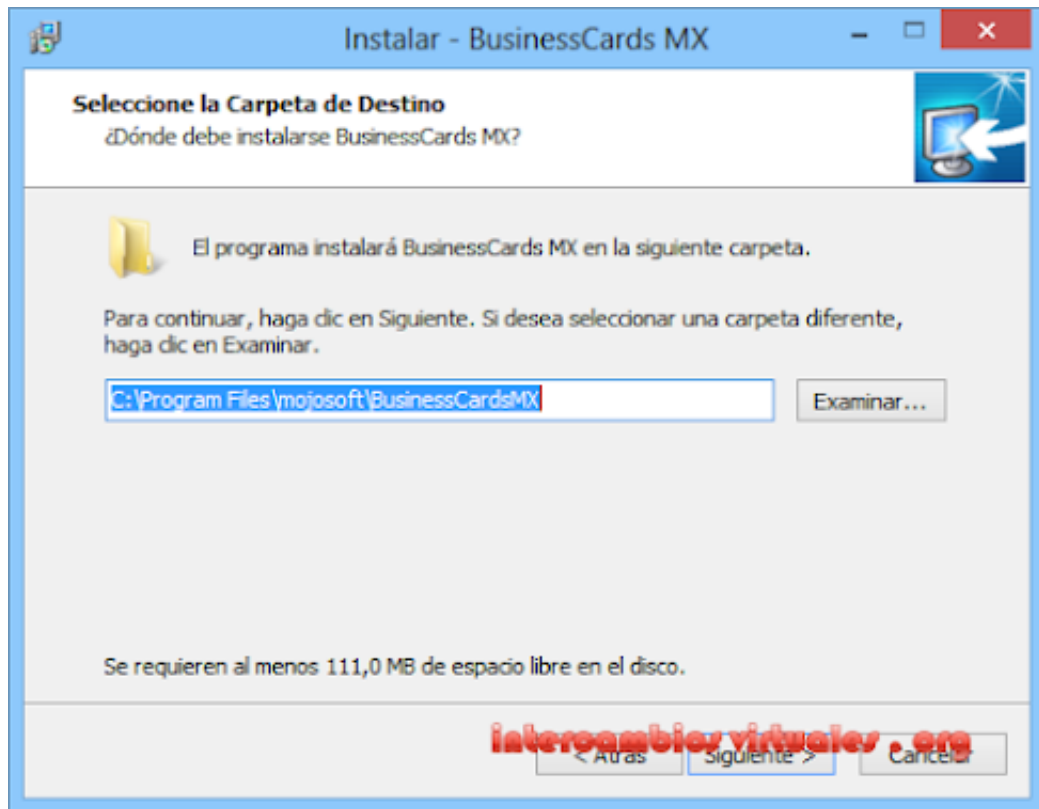 Instalar - BusinessCards MX
Seleccione la Carpeta de Destino
¿Dónde debe instalarse BusinessCards MX?
El programa instalará BusinessCards MX en la siguiente carpeta.
Para continuar, haga clic en Siguiente. Si desea seleccionar una carpeta diferente,
haga clic en Examinar.
C:\Program Files\mojosoft\BusinessCardsMX
Examinar...
Se requieren al menos 111,0 MB de espacio libre en el disco.
intercambios virtuales . org
< Atrás Siguiente > Cancelar